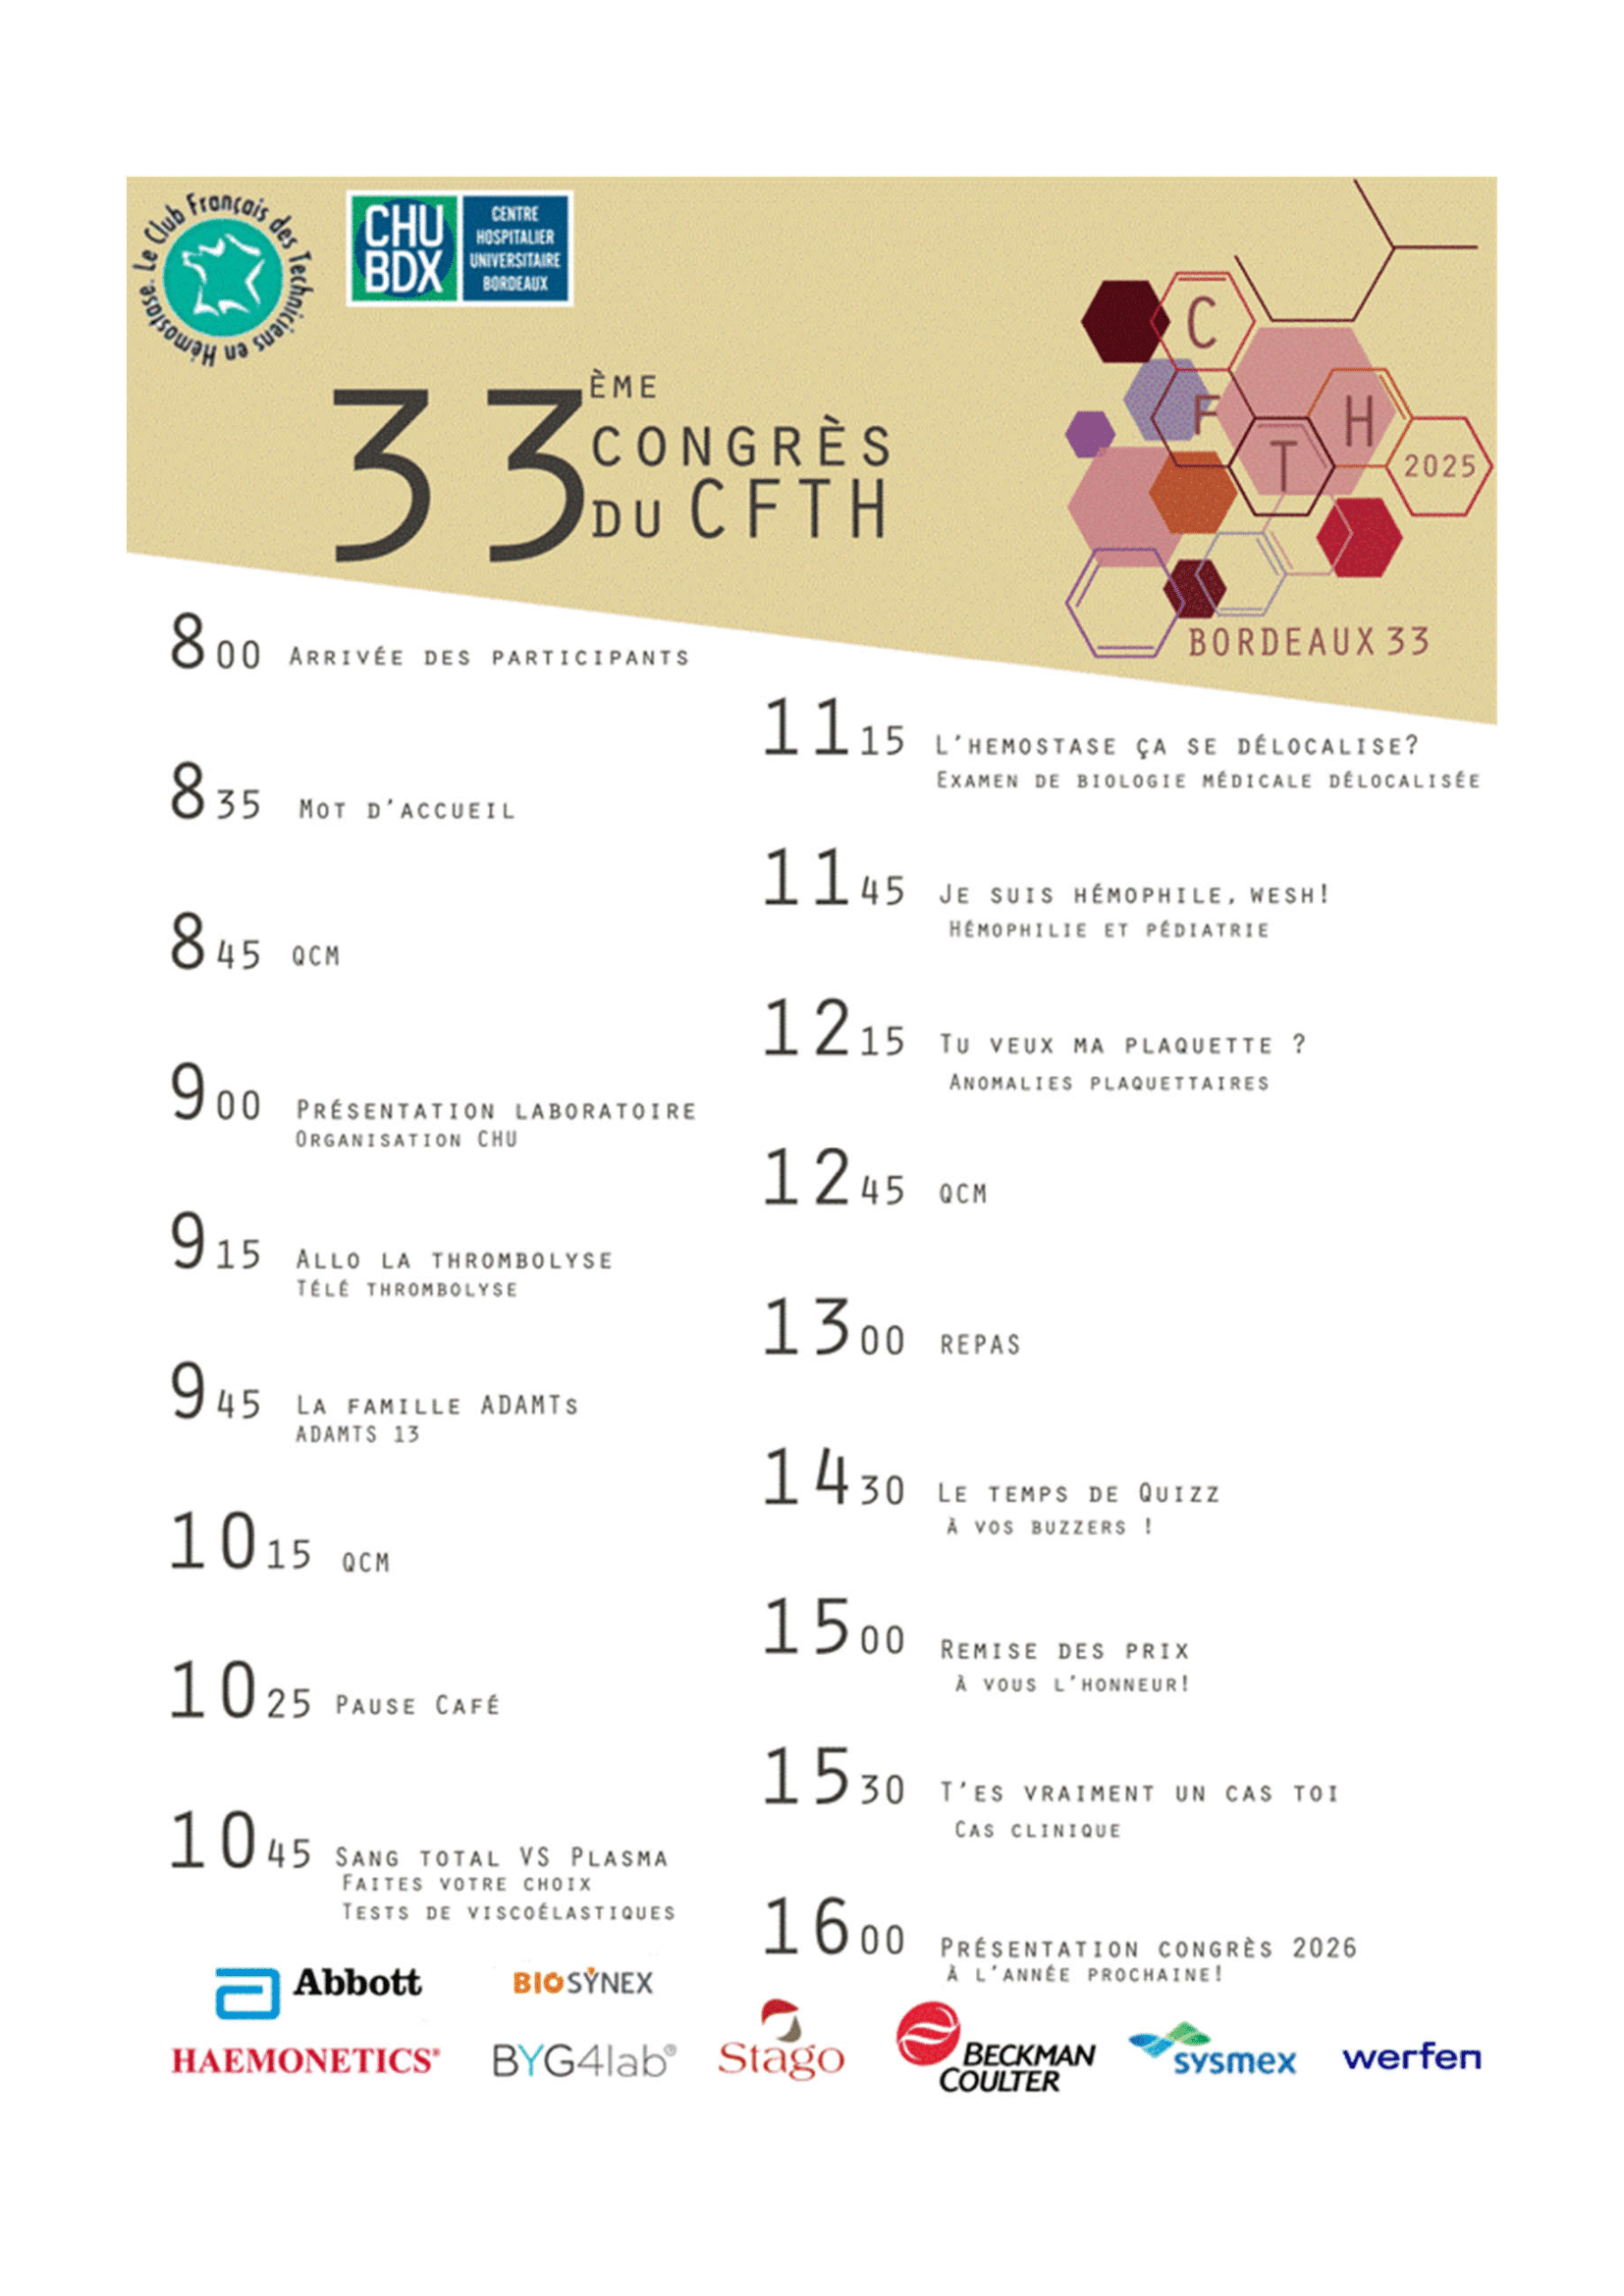 Le Club Français des Techniciens en Hémostase.
CHU
BDX
CENTRE
HOSPITALIER
UNIVERSITAIRE
BORDEAUX
33ÈME
CONGRÈS
DU CFTH
C
F
T
H
2025
BORDEAUX 33
8 00 ARRIVÉE DES PARTICIPANTS
8 35 MOT D'ACCUEIL
8 45 QCM
9 00 PRÉSENTATION LABORATOIRE
ORGANISATION CHU
9 15 ALLO LA THROMBOLYSE
TÉLÉ THROMBOLYSE
9 45 LA FAMILLE ADAMTS
ADAMTS 13
10 15 QCM
10 25 PAUSE CAFÉ
10 45 SANG TOTAL VS PLASMA
FAITES VOTRE CHOIX
TESTS DE VISCOÉLASTIQUES
11 15 L'HEMOSTASE ÇA SE DÉLOCALISE?
EXAMEN DE BIOLOGIE MÉDICALE DÉLOCALISÉE
11 45 JE SUIS HÉMOPHILE, WESH!
HÉMOPHILIE ET PÉDIATRIE
12 15 TU VEUX MA PLAQUETTE ?
ANOMALIES PLAQUETTAIRES
12 45 QCM
13 00 REPAS
14 30 LE TEMPS DE QUIZZ
À VOS BUZZERS !
15 00 REMISE DES PRIX
À VOUS L'HONNEUR!
15 30 T'ES VRAIMENT UN CAS TOI
CAS CLINIQUE
16 00 PRÉSENTATION CONGRÈS 2026
À L'ANNÉE PROCHAINE!
Abbott
BIOSYNEX
HAEMONETICS®
BYG4lab®
Stago
BECKMAN
COULTER
sysmex
werfen